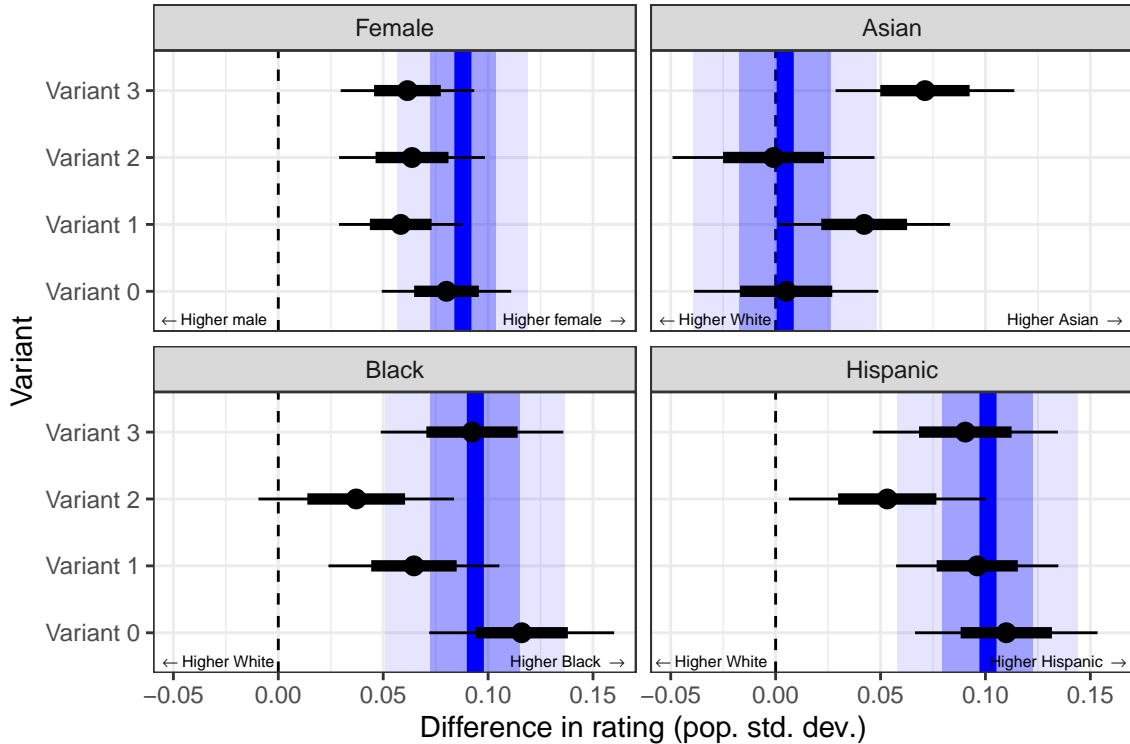 Female
Asian
Variant 3
Variant 2
Variant 1
Variant 0
← Higher male
Higher female →
← Higher White
Higher Asian →
Black
Hispanic
Variant 3
Variant 2
Variant 1
Variant 0
← Higher White
Higher Black →
← Higher White
Higher Hispanic →
−0.05 0.00 0.05 0.10 0.15
−0.05 0.00 0.05 0.10 0.15
Difference in rating (pop. std. dev.)
Variant